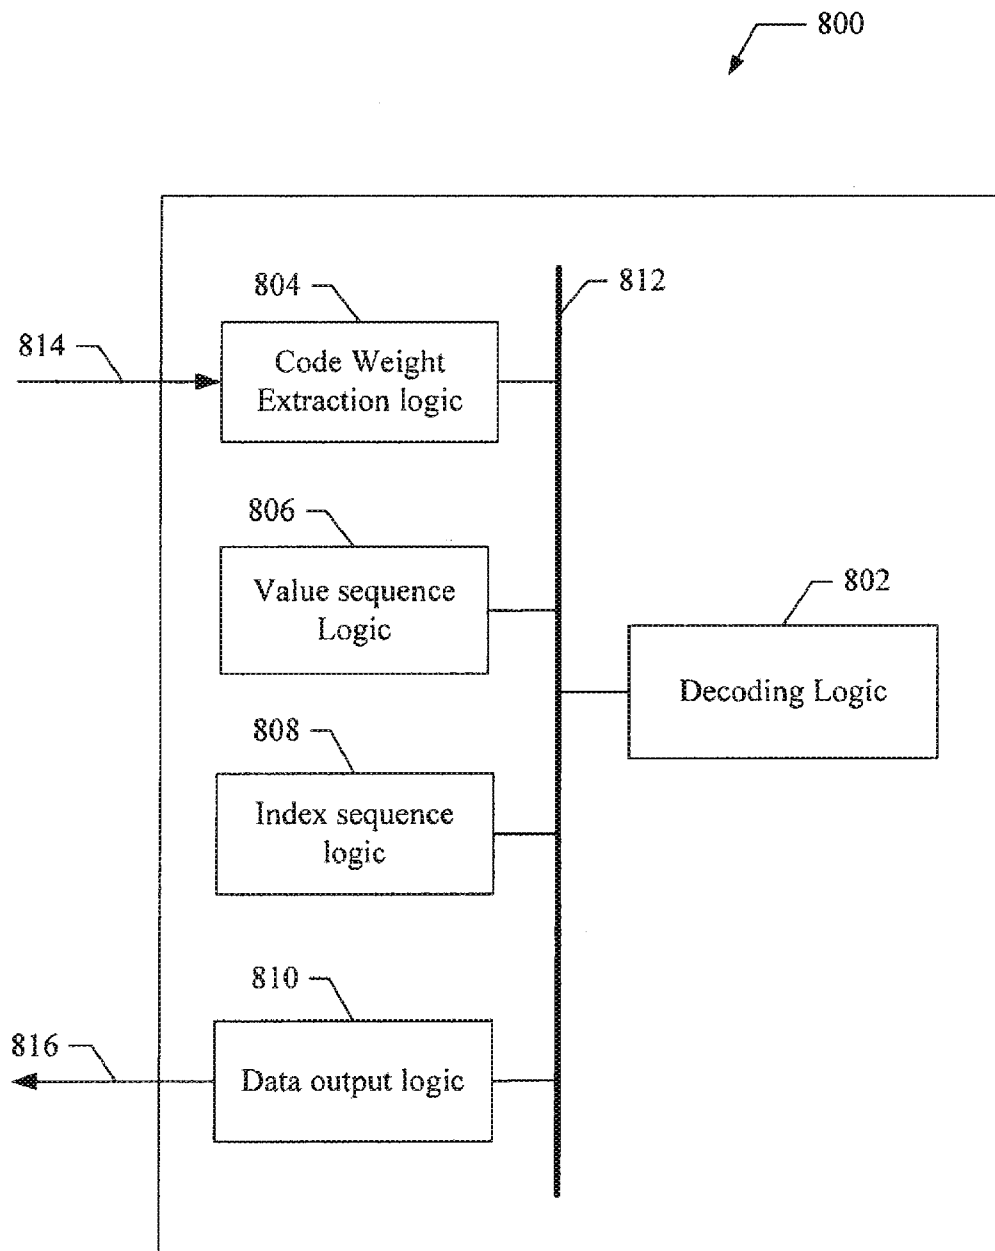 800
804
812
814
Code Weight
Extraction logic
806
Value sequence
Logic
802
Decoding Logic
808
Index sequence
logic
810
816
Data output logic